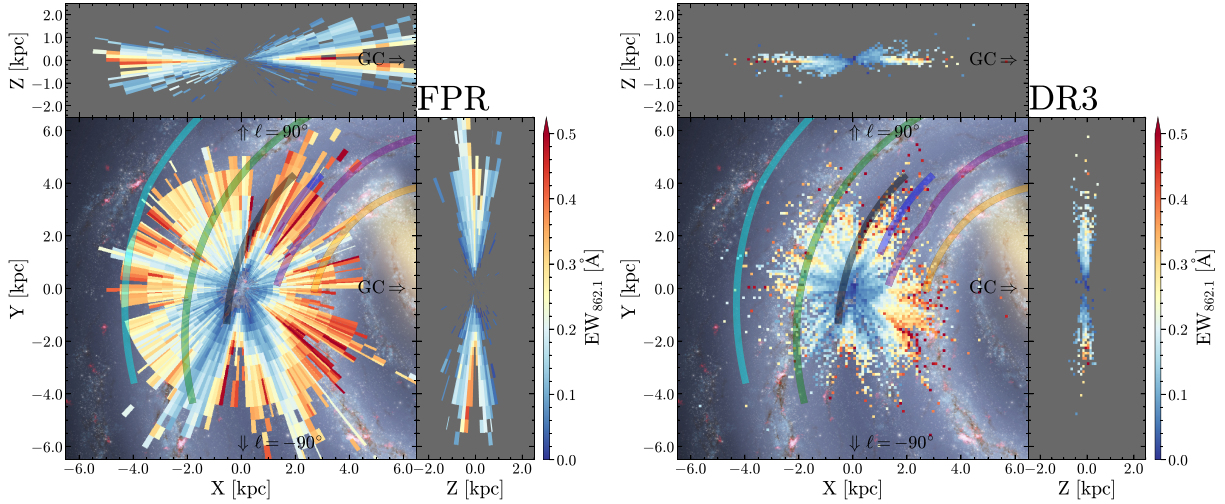 2.0
1.0
0.0
−1.0
−2.0
Z [kpc]
GC⇒
FPR
6.0
4.0
2.0
0.0
−2.0
−4.0
−6.0
Y [kpc]
⇑ ℓ = 90°
GC⇒
⇓ ℓ = −90°
−6.0 −4.0 −2.0 0.0 2.0 4.0 6.0
X [kpc]
−2.0 0.0 2.0
Z [kpc]
0.5
0.4
0.3
0.2
0.1
0.0
EW862.1 [Å]
2.0
1.0
0.0
−1.0
−2.0
Z [kpc]
GC⇒
DR3
6.0
4.0
2.0
0.0
−2.0
−4.0
−6.0
Y [kpc]
⇑ ℓ = 90°
GC⇒
⇓ ℓ = −90°
−6.0 −4.0 −2.0 0.0 2.0 4.0 6.0
X [kpc]
−2.0 0.0 2.0
Z [kpc]
0.5
0.4
0.3
0.2
0.1
0.0
EW862.1 [Å]